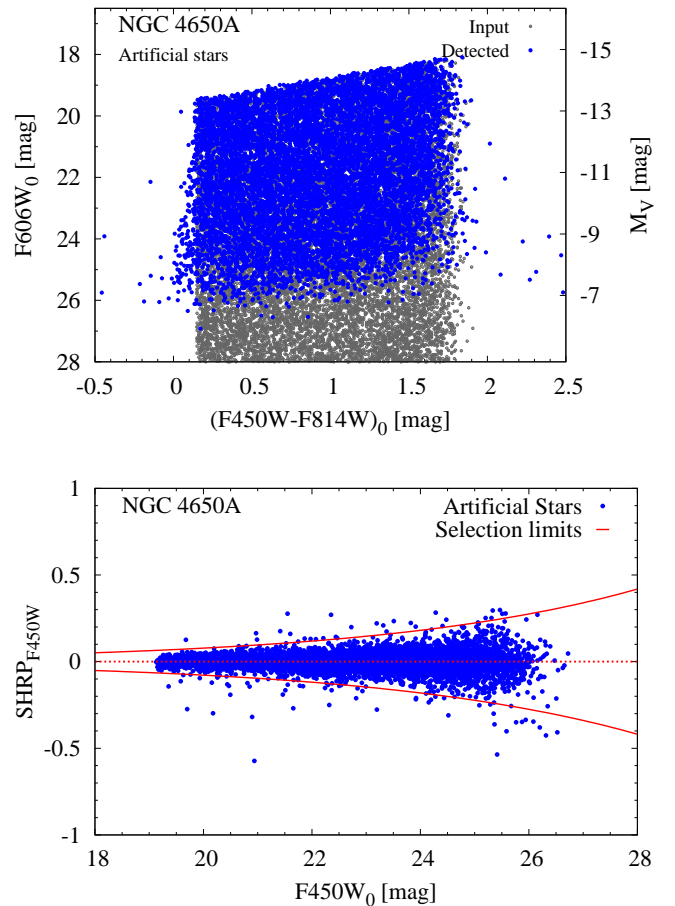 NGC 4650A
Artificial stars
Input
Detected
16
18
20
22
24
26
28
F606W0 [mag]
-15
-13
-11
-9
-7
MV [mag]
-0.5 0 0.5 1 1.5 2 2.5
(F450W-F814W)0 [mag]
NGC 4650A
Artificial Stars
Selection limits
1
0.5
0
-0.5
-1
SHRPF450W
18 20 22 24 26 28
F450W0 [mag]